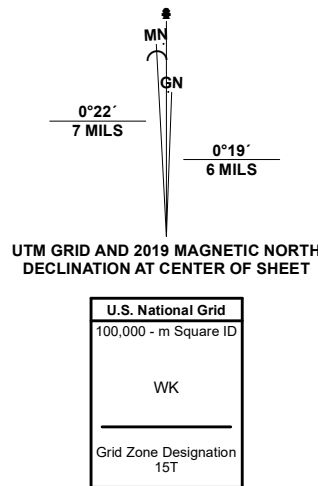 MN
GN
0°22´
7 MILS
0°19´
6 MILS
UTM GRID AND 2019 MAGNETIC NORTH
DECLINATION AT CENTER OF SHEET
U.S. National Grid
100,000 - m Square ID
WK
Grid Zone Designation
15T